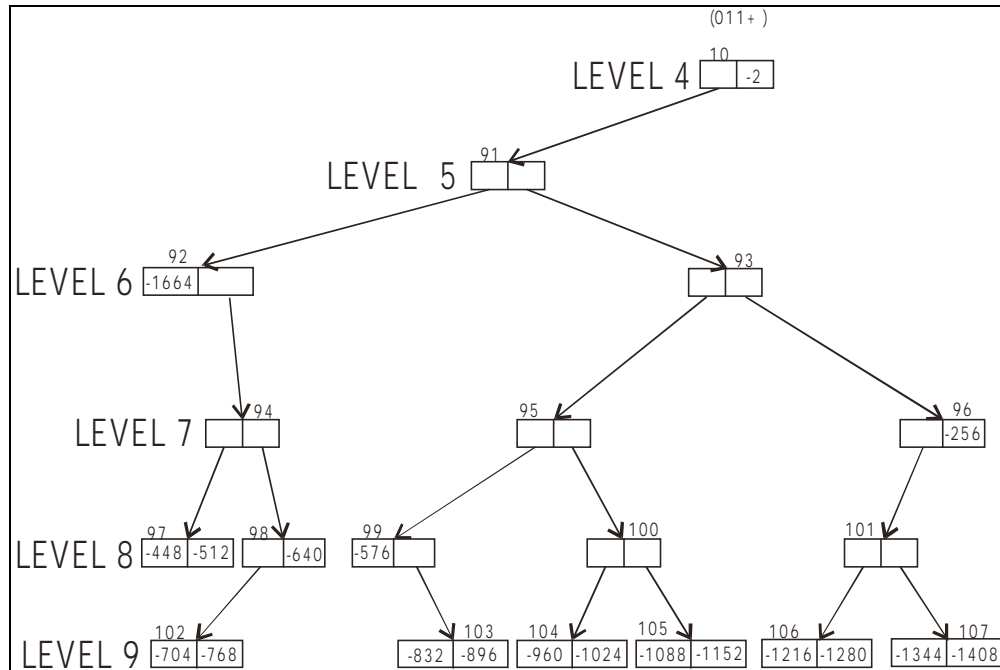 (011+ )
10
LEVEL 4 -2
91
LEVEL 5
92 93
LEVEL 6 -1664
94 95 96
LEVEL 7 -256
97 98 99 100 101
LEVEL 8 -448 -512 -640 -576
102 103 104 105 106 107
LEVEL 9 -704 -768 -832 -896 -960 -1024 -1088 -1152 -1216 -1280 -1344 -1408